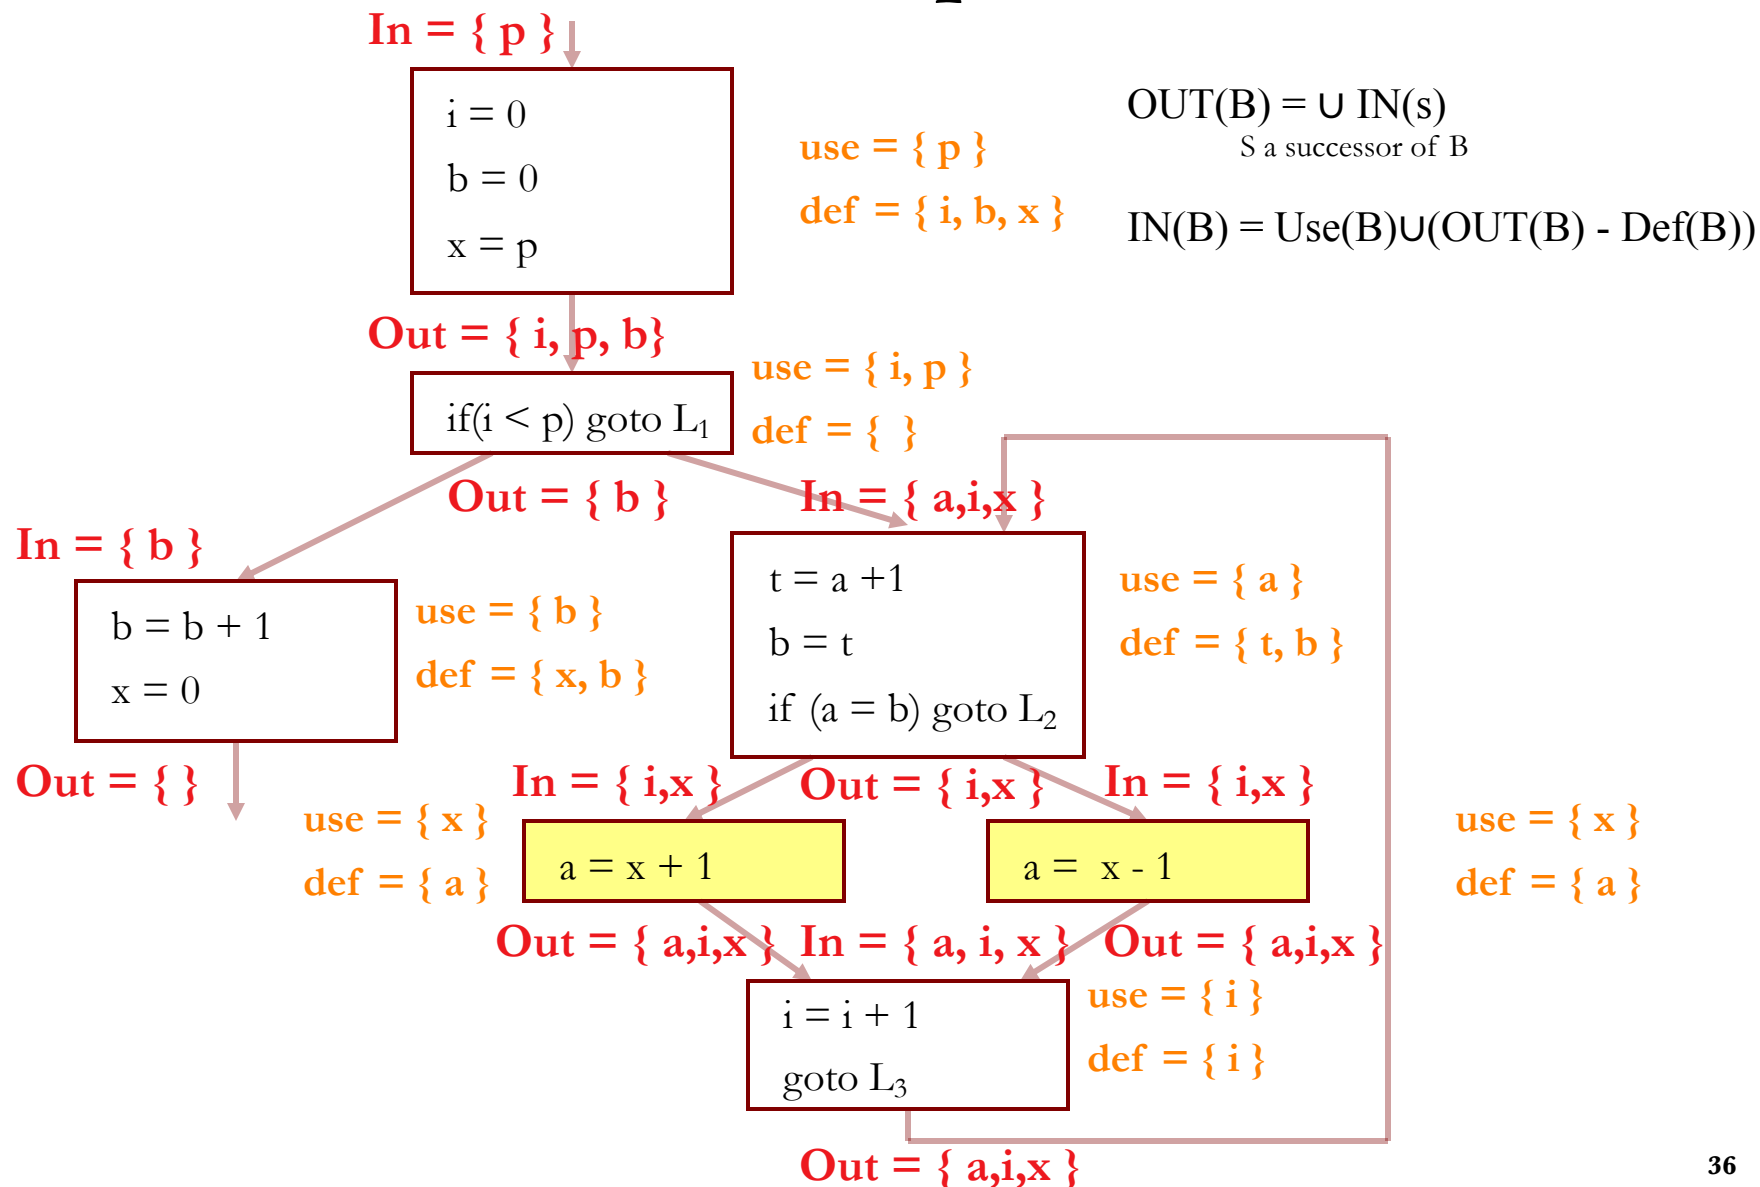 In = { p }
i = 0
b = 0
x = p
use = { p }
def = { i, b, x }
OUT(B) = ∪ IN(s)
S a successor of B
IN(B) = Use(B)∪(OUT(B) - Def(B))
Out = { i, p, b}
if(i < p) goto L₁
use = { i, p }
def = { }
Out = { b }
In = { a,i,x }
In = { b }
b = b + 1
x = 0
use = { b }
def = { x, b }
t = a +1
b = t
if (a = b) goto L₂
use = { a }
def = { t, b }
Out = { }
In = { i,x }
Out = { i,x }
In = { i,x }
use = { x }
def = { a }
a = x + 1
a = x - 1
use = { x }
def = { a }
Out = { a,i,x }
In = { a, i, x }
Out = { a,i,x }
i = i + 1
goto L₃
use = { i }
def = { i }
Out = { a,i,x }
36